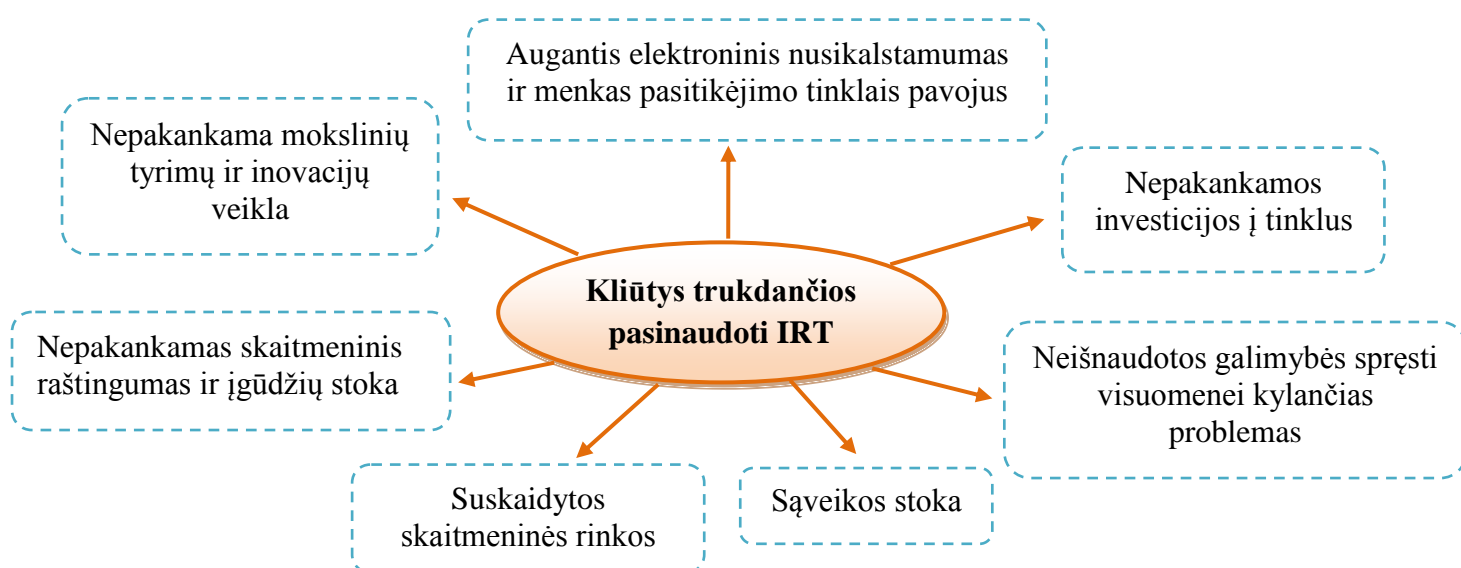 Augantis elektroninis nusikalstamumas
ir menkas pasitikėjimo tinklais pavojus
Nepakankama mokslinių
tyrimų ir inovacijų
veikla
Nepakankamos
investicijos į tinklus
Kliūtys trukdančios
pasinaudoti IRT
Nepakankamas skaitmeninis
raštingumas ir įgūdžių stoka
Neišnaudotos galimybės spręsti
visuomenei kylančias
problemas
Suskaidytos
skaitmeninės rinkos
Sąveikos stoka